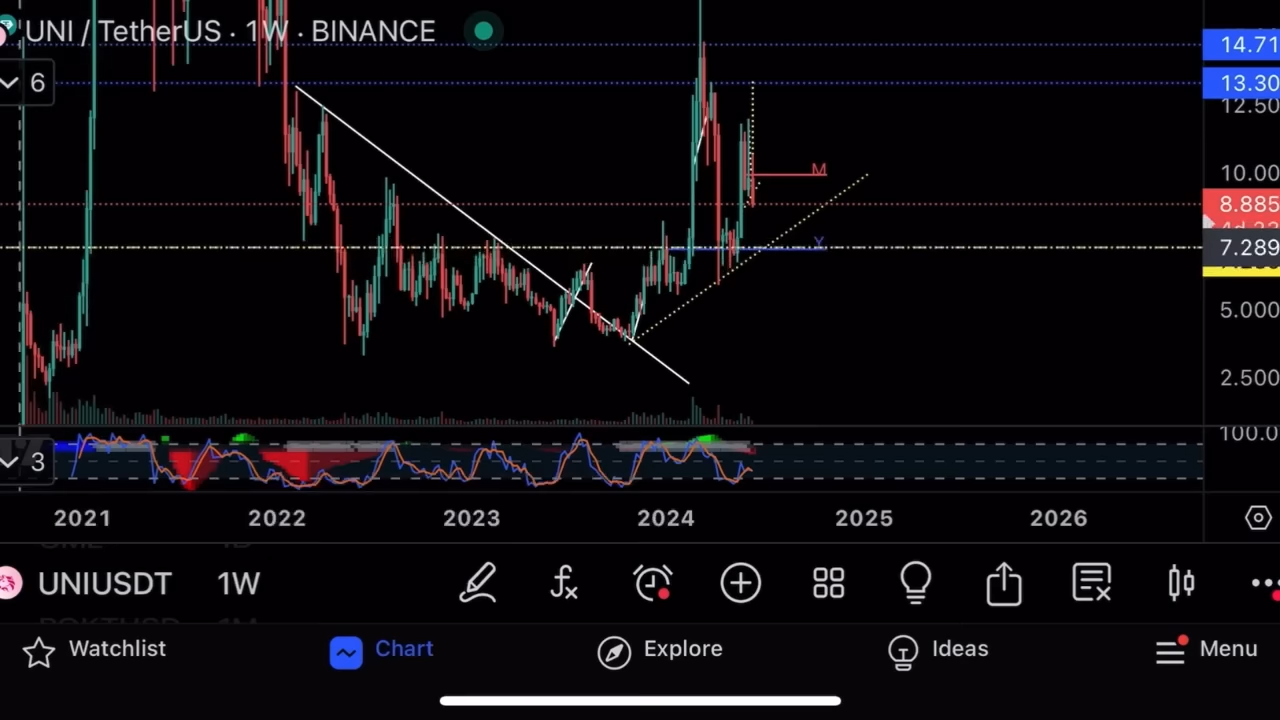 UNI / TetherUS · 1W · BINANCE
14.71
6
13.30
12.50
M
10.00
8.885
Y
7.289
5.000
2.500
100.0
3
2021 2022 2023 2024 2025 2026
UNIUSDT 1W
Watchlist Chart Explore Ideas Menu